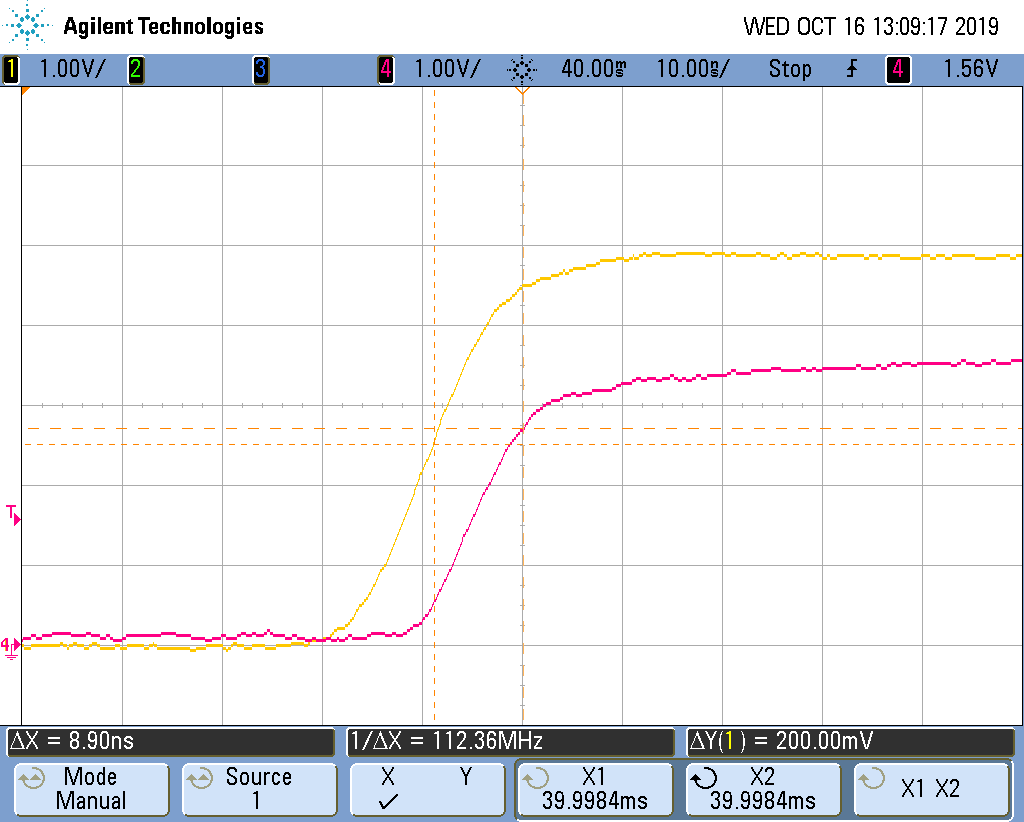 Agilent Technologies
WED OCT 16 13:09:17 2019
1 1.00V/ 2 3 4 1.00V/ 40.00ms 10.00ns/ Stop 4 1.56V
T
4
ΔX = 8.90ns 1/ΔX = 112.36MHz ΔY(1) = 200.00mV
Mode
Manual
Source
1
X Y
✓
X1
39.9984ms
X2
39.9984ms
X1 X2